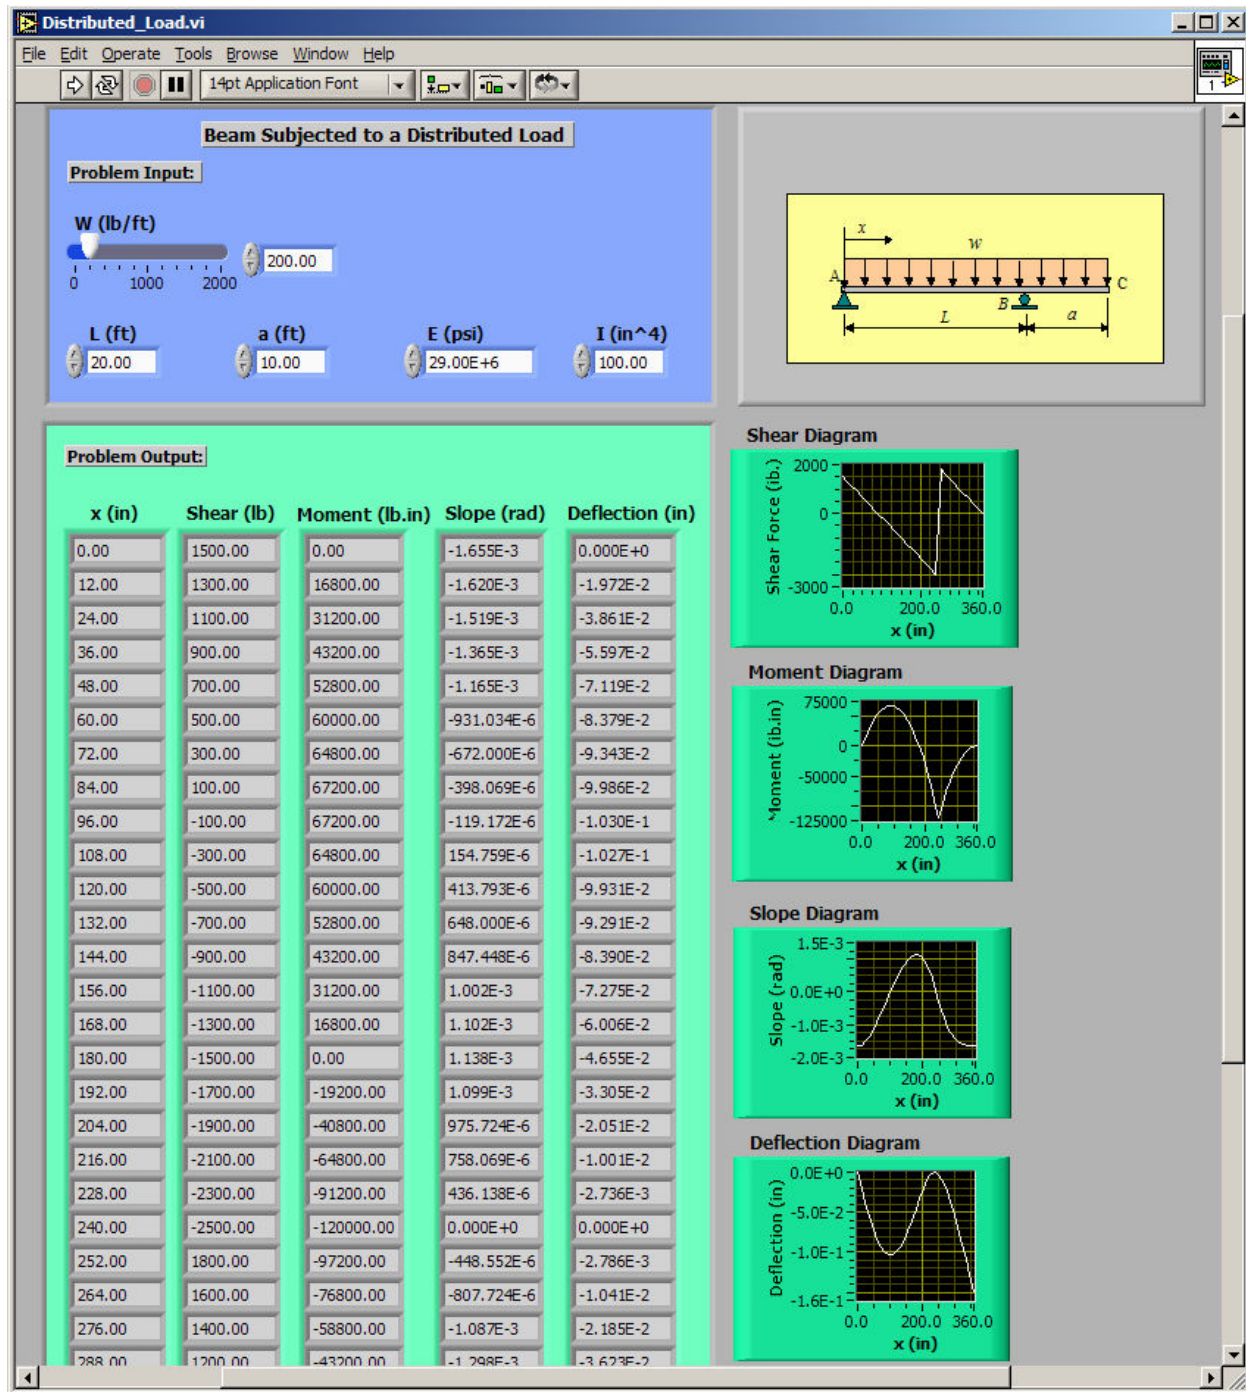 Distributed_Load.vi
File Edit Operate Tools Browse Window Help
14pt Application Font
1
Beam Subjected to a Distributed Load
Problem Input:
W (lb/ft)
200.00
0 1000 2000
L (ft) a (ft) E (psi) I (in^4)
20.00 10.00 29.00E+6 100.00
x
w
A
C
B
L
a
Problem Output:
x (in) Shear (lb) Moment (lb.in) Slope (rad) Deflection (in)
0.00 1500.00 0.00 -1.655E-3 0.000E+0
12.00 1300.00 16800.00 -1.620E-3 -1.972E-2
24.00 1100.00 31200.00 -1.519E-3 -3.861E-2
36.00 900.00 43200.00 -1.365E-3 -5.597E-2
48.00 700.00 52800.00 -1.165E-3 -7.119E-2
60.00 500.00 60000.00 -931.034E-6 -8.379E-2
72.00 300.00 64800.00 -672.000E-6 -9.343E-2
84.00 100.00 67200.00 -398.069E-6 -9.986E-2
96.00 -100.00 67200.00 -119.172E-6 -1.030E-1
108.00 -300.00 64800.00 154.759E-6 -1.027E-1
120.00 -500.00 60000.00 413.793E-6 -9.931E-2
132.00 -700.00 52800.00 648.000E-6 -9.291E-2
144.00 -900.00 43200.00 847.448E-6 -8.390E-2
156.00 -1100.00 31200.00 1.002E-3 -7.275E-2
168.00 -1300.00 16800.00 1.102E-3 -6.006E-2
180.00 -1500.00 0.00 1.138E-3 -4.655E-2
192.00 -1700.00 -19200.00 1.099E-3 -3.305E-2
204.00 -1900.00 -40800.00 975.724E-6 -2.051E-2
216.00 -2100.00 -64800.00 758.069E-6 -1.001E-2
228.00 -2300.00 -91200.00 436.138E-6 -2.736E-3
240.00 -2500.00 -120000.00 0.000E+0 0.000E+0
252.00 1800.00 -97200.00 -448.552E-6 -2.786E-3
264.00 1600.00 -76800.00 -807.724E-6 -1.041E-2
276.00 1400.00 -58800.00 -1.087E-3 -2.185E-2
288.00 1200.00 -43200.00 -1.298E-3 -3.623E-2
Shear Diagram
Shear Force (ib.)
2000
0
-3000
0.0 200.0 360.0
x (in)
Moment Diagram
Moment (ib.in)
75000
0
-50000
-125000
0.0 200.0 360.0
x (in)
Slope Diagram
Slope (rad)
1.5E-3
0.0E+0
-1.0E-3
-2.0E-3
0.0 200.0 360.0
x (in)
Deflection Diagram
Deflection (in)
0.0E+0
-5.0E-2
-1.0E-1
-1.6E-1
0.0 200.0 360.0
x (in)